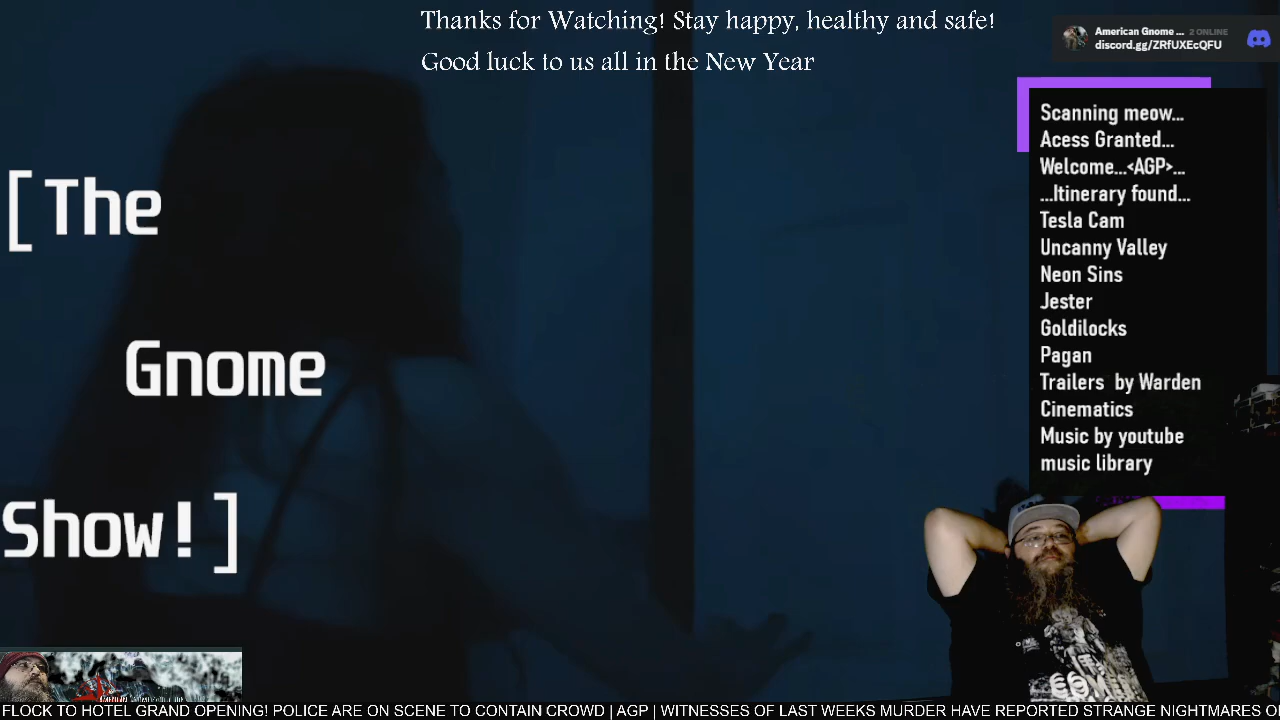 Thanks for Watching! Stay happy, healthy and safe!
Good luck to us all in the New Year
American Gnome ... 2 ONLINE
discord.gg/ZRfUXEcQFU
[The
Gnome
Show!]
Scanning meow...
Acess Granted...
Welcome...<AGP>...
...Itinerary found...
Tesla Cam
Uncanny Valley
Neon Sins
Jester
Goldilocks
Pagan
Trailers by Warden
Cinematics
Music by youtube
music library
FLOCK TO HOTEL GRAND OPENING! POLICE ARE ON SCENE TO CONTAIN CROWD | AGP | WITNESSES OF LAST WEEKS MURDER HAVE REPORTED STRANGE NIGHTMARES O